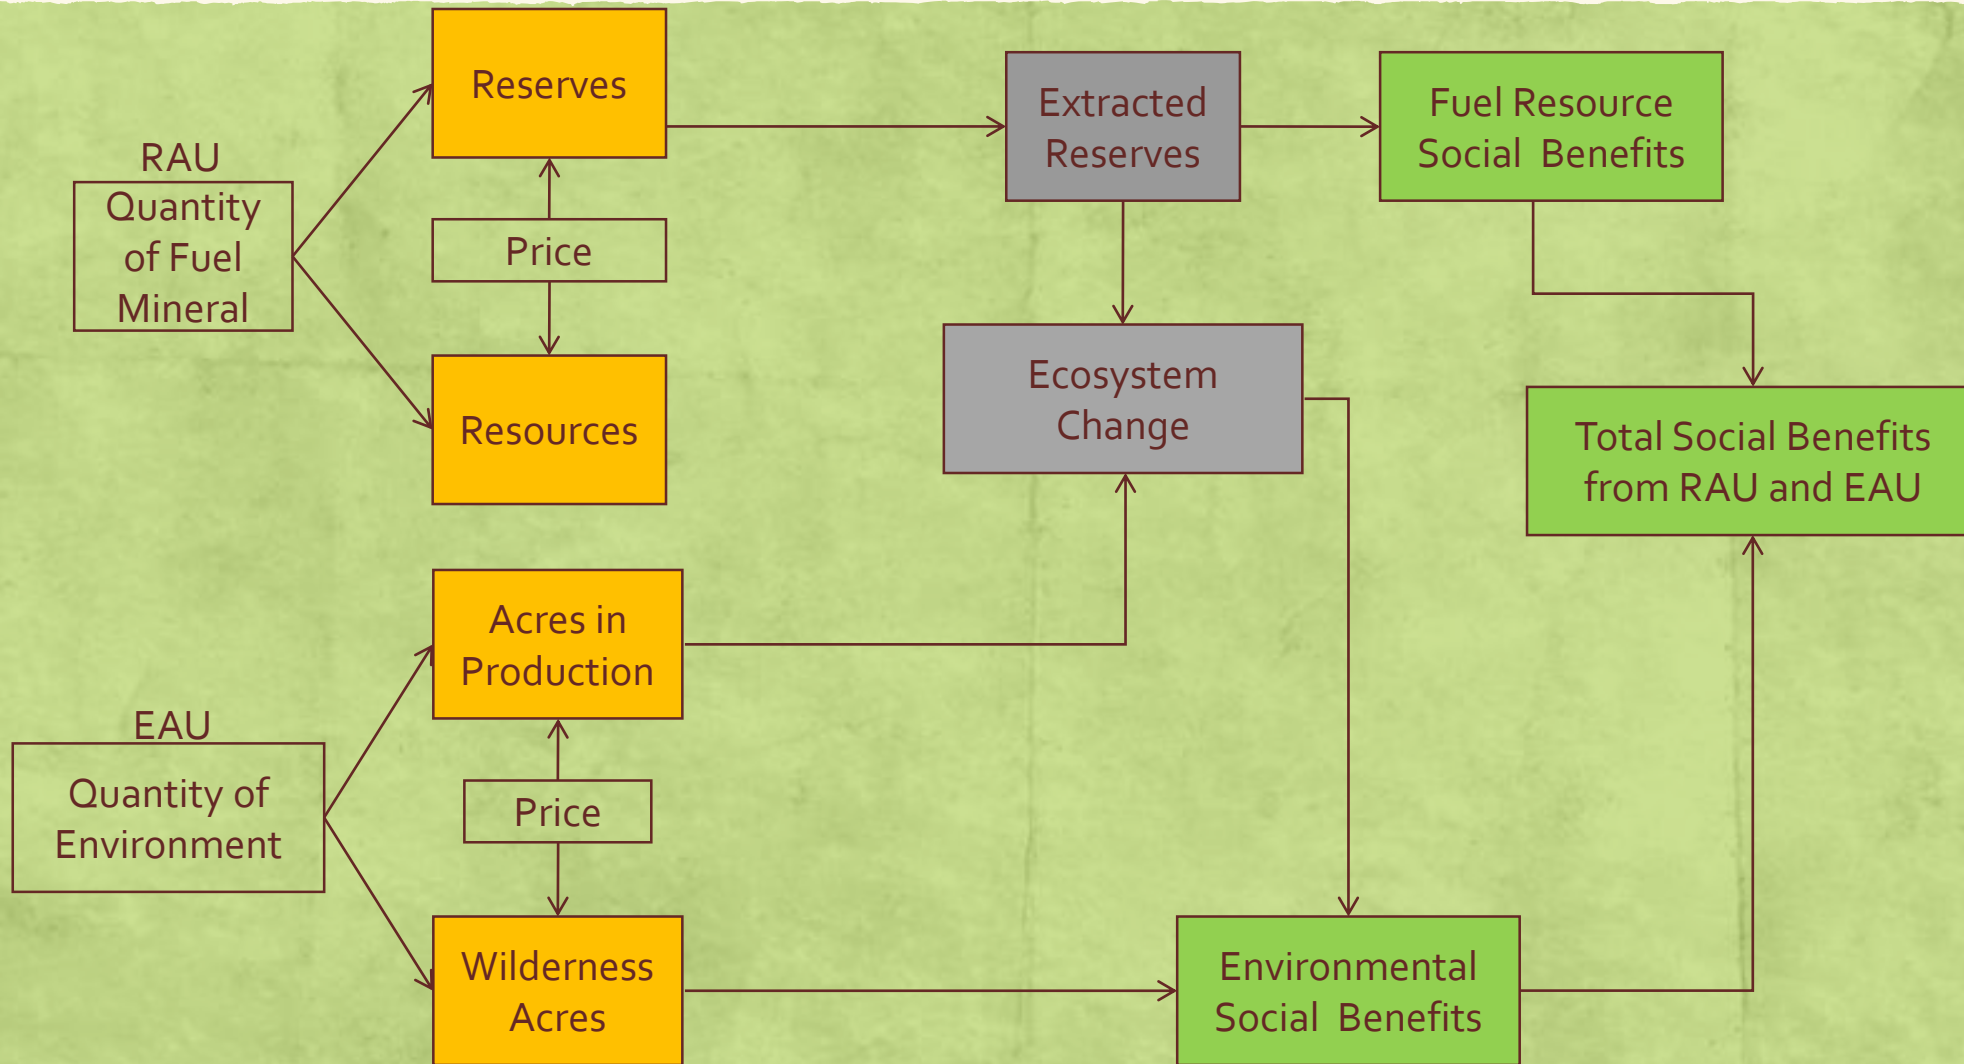 Reserves
Extracted
Reserves
Fuel Resource
Social Benefits
RAU
Quantity
of Fuel
Mineral
Price
Resources
Ecosystem
Change
Total Social Benefits
from RAU and EAU
Acres in
Production
EAU
Quantity of
Environment
Price
Wilderness
Acres
Environmental
Social Benefits